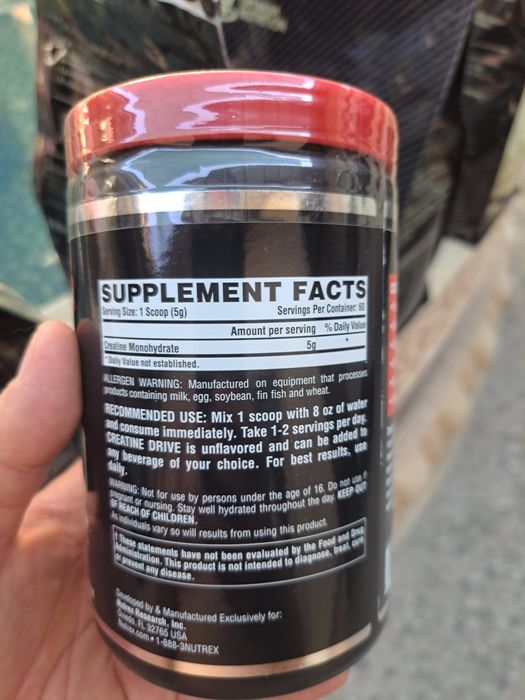 SUPPLEMENT FACTS
Serving Size: 1 Scoop (5g) Servings Per Container: 60
Amount per serving % Daily Value
Creatine Monohydrate 5g *
* Daily Value not established.
ALLERGEN WARNING: Manufactured on equipment that processes
products containing milk, egg, soybean, fin fish and wheat.
RECOMMENDED USE: Mix 1 scoop with 8 oz of water
and consume immediately. Take 1-2 servings per day.
CREATINE DRIVE is unflavored and can be added to
any beverage of your choice. For best results, use
daily.
WARNING: Not for use by persons under the age of 16. Do not use if
pregnant or nursing. Stay well hydrated throughout the day. KEEP OUT
OF REACH OF CHILDREN.
As individuals vary so will results from using this product.
† These statements have not been evaluated by the Food and Drug
Administration. This product is not intended to diagnose, treat, cure
or prevent any disease.
Developed by & Manufactured Exclusively for:
Nutrex Research, Inc.
Oviedo, FL 32765 USA
Nutrex.com • 1-888-3NUTREX